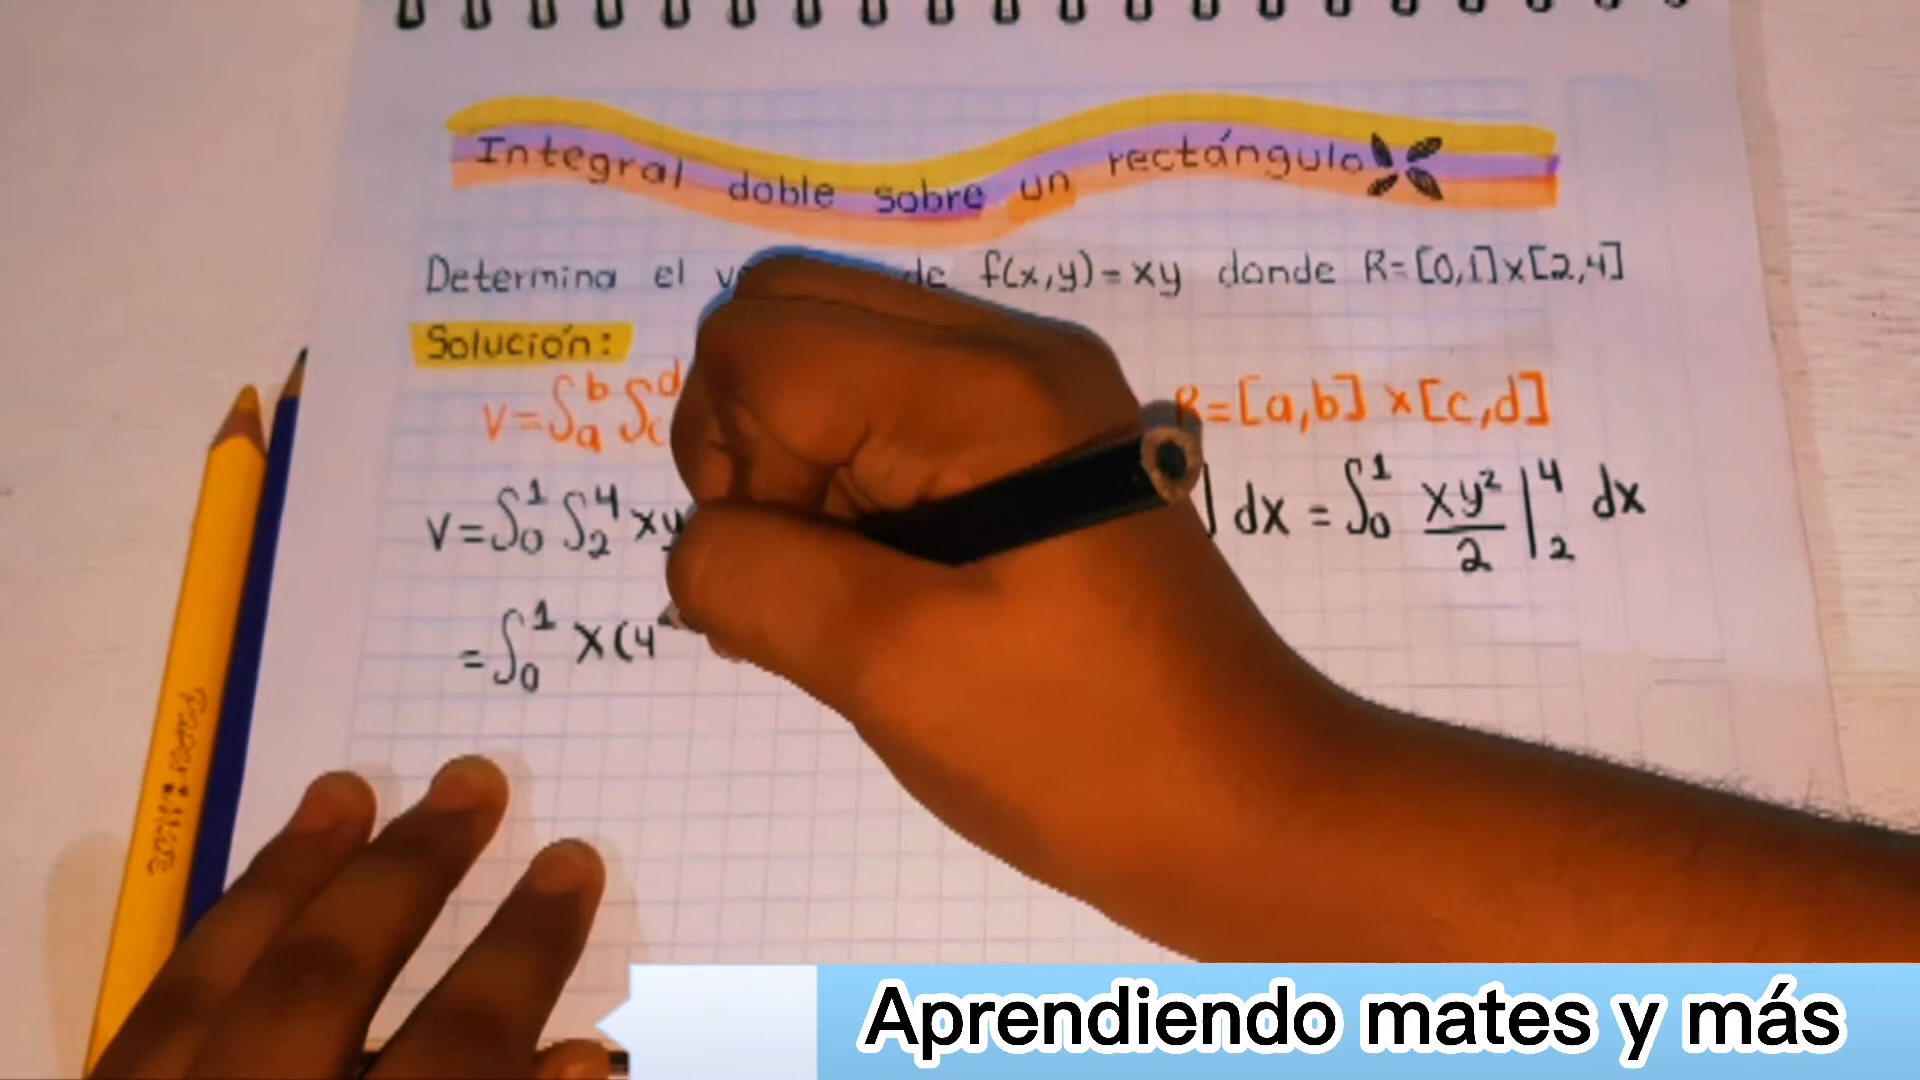 Integral doble sobre un rectángulo
Determina el de f(x,y)=xy donde R=[0,1]x[2,4]
Solución:
V=∫ₐᵇ∫꜀ᵈ R=[a,b]x[c,d]
V=∫₀¹∫₂⁴xy ] dx = ∫₀¹ xy²/2 |₂⁴ dx
=∫₀¹ x(4
Aprendiendo mates y más